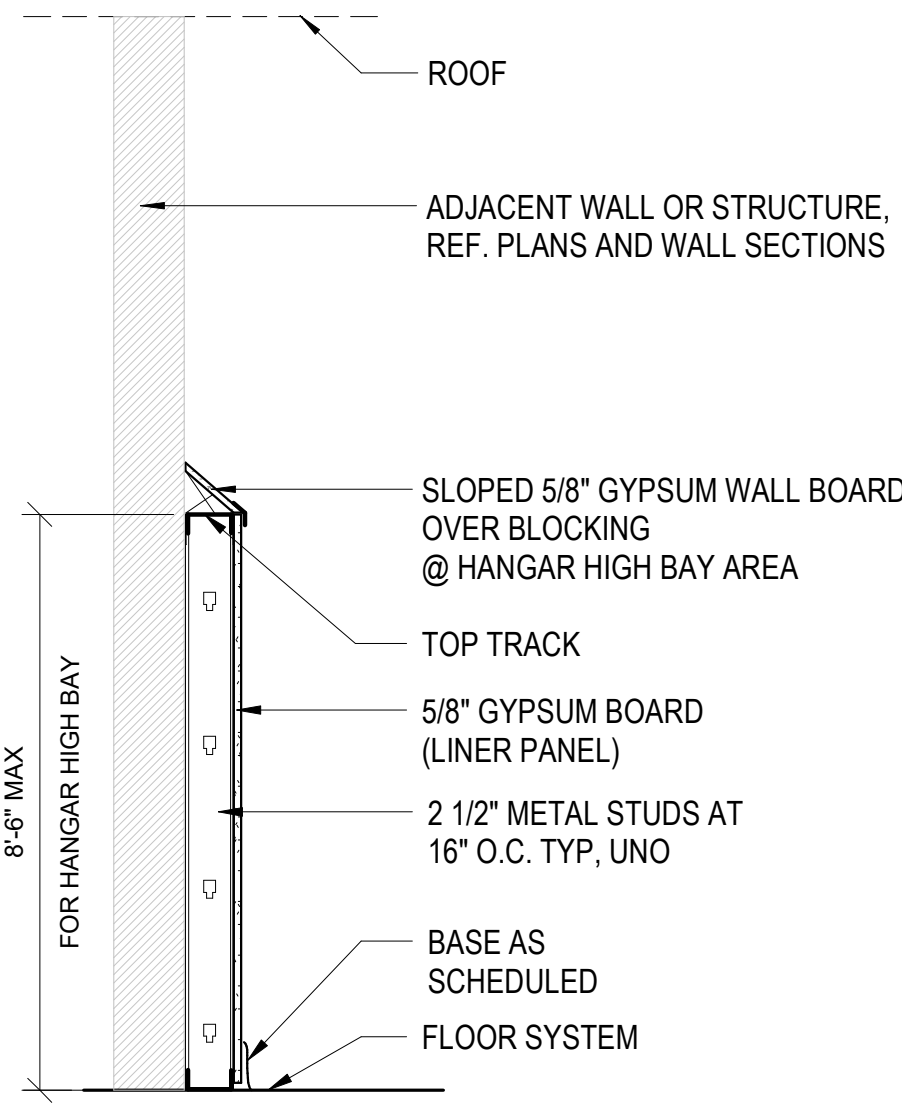 ROOF
ADJACENT WALL OR STRUCTURE,
REF. PLANS AND WALL SECTIONS
SLOPED 5/8" GYPSUM WALL BOARD
OVER BLOCKING
@ HANGAR HIGH BAY AREA
TOP TRACK
5/8" GYPSUM BOARD
(LINER PANEL)
2 1/2" METAL STUDS AT
16" O.C. TYP, UNO
BASE AS
SCHEDULED
FLOOR SYSTEM
8'-6" MAX
FOR HANGAR HIGH BAY